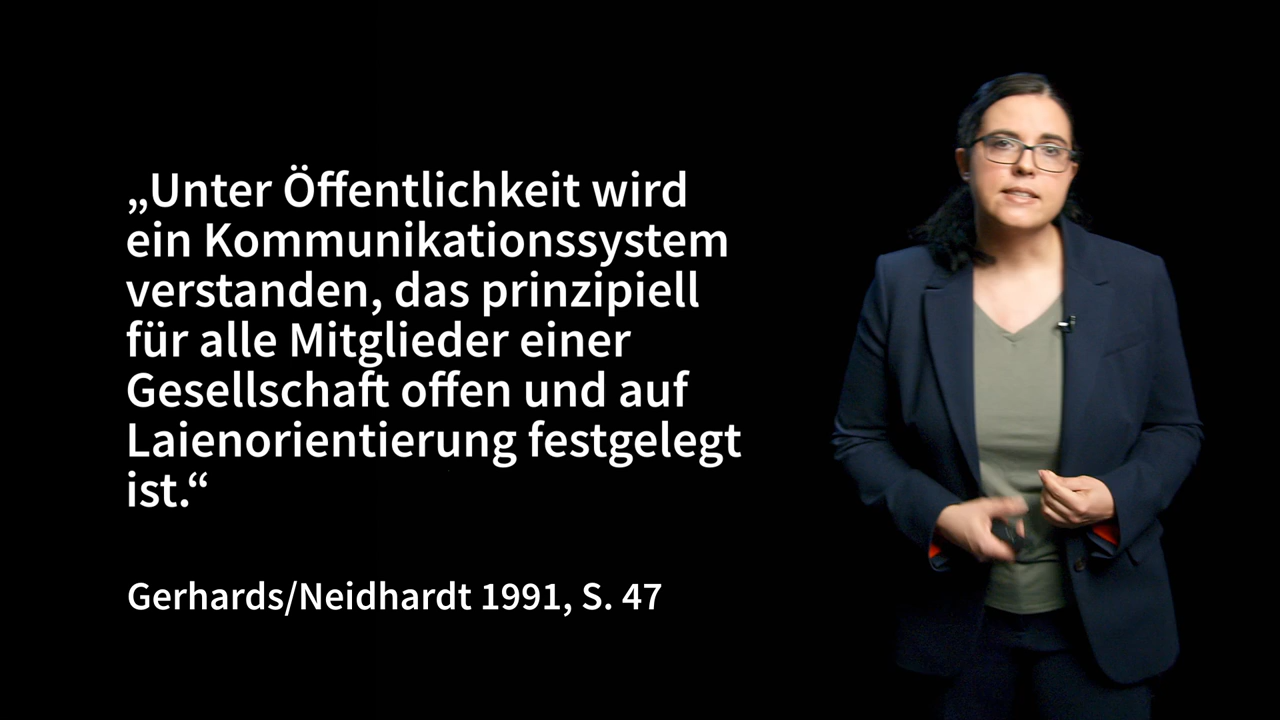 „Unter Öffentlichkeit wird
ein Kommunikationssystem
verstanden, das prinzipiell
für alle Mitglieder einer
Gesellschaft offen und auf
Laienorientierung festgelegt
ist.“
Gerhards/Neidhardt 1991, S. 47